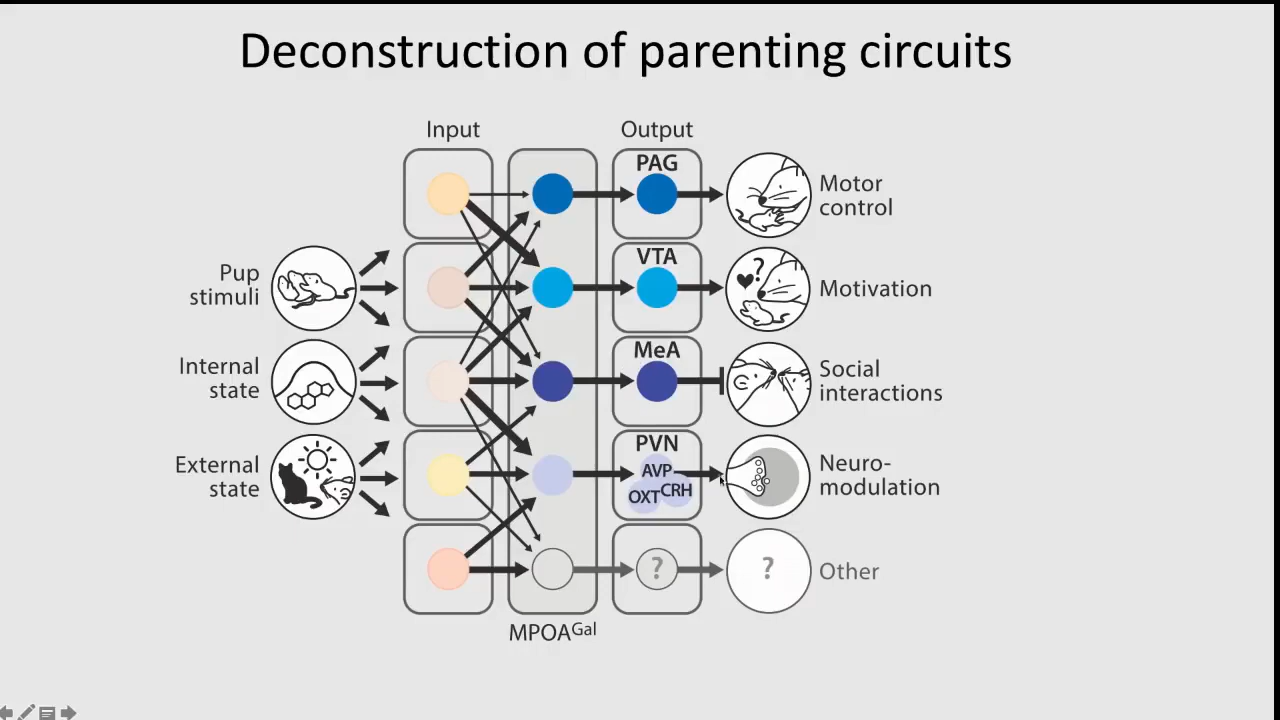 Deconstruction of parenting circuits
Input
Output
PAG
Motor
control
VTA
Pup
stimuli
?
Motivation
MeA
Internal
state
Social
interactions
PVN
External
state
AVP
OXT
CRH
Neuro-
modulation
?
?
Other
MPOAGal